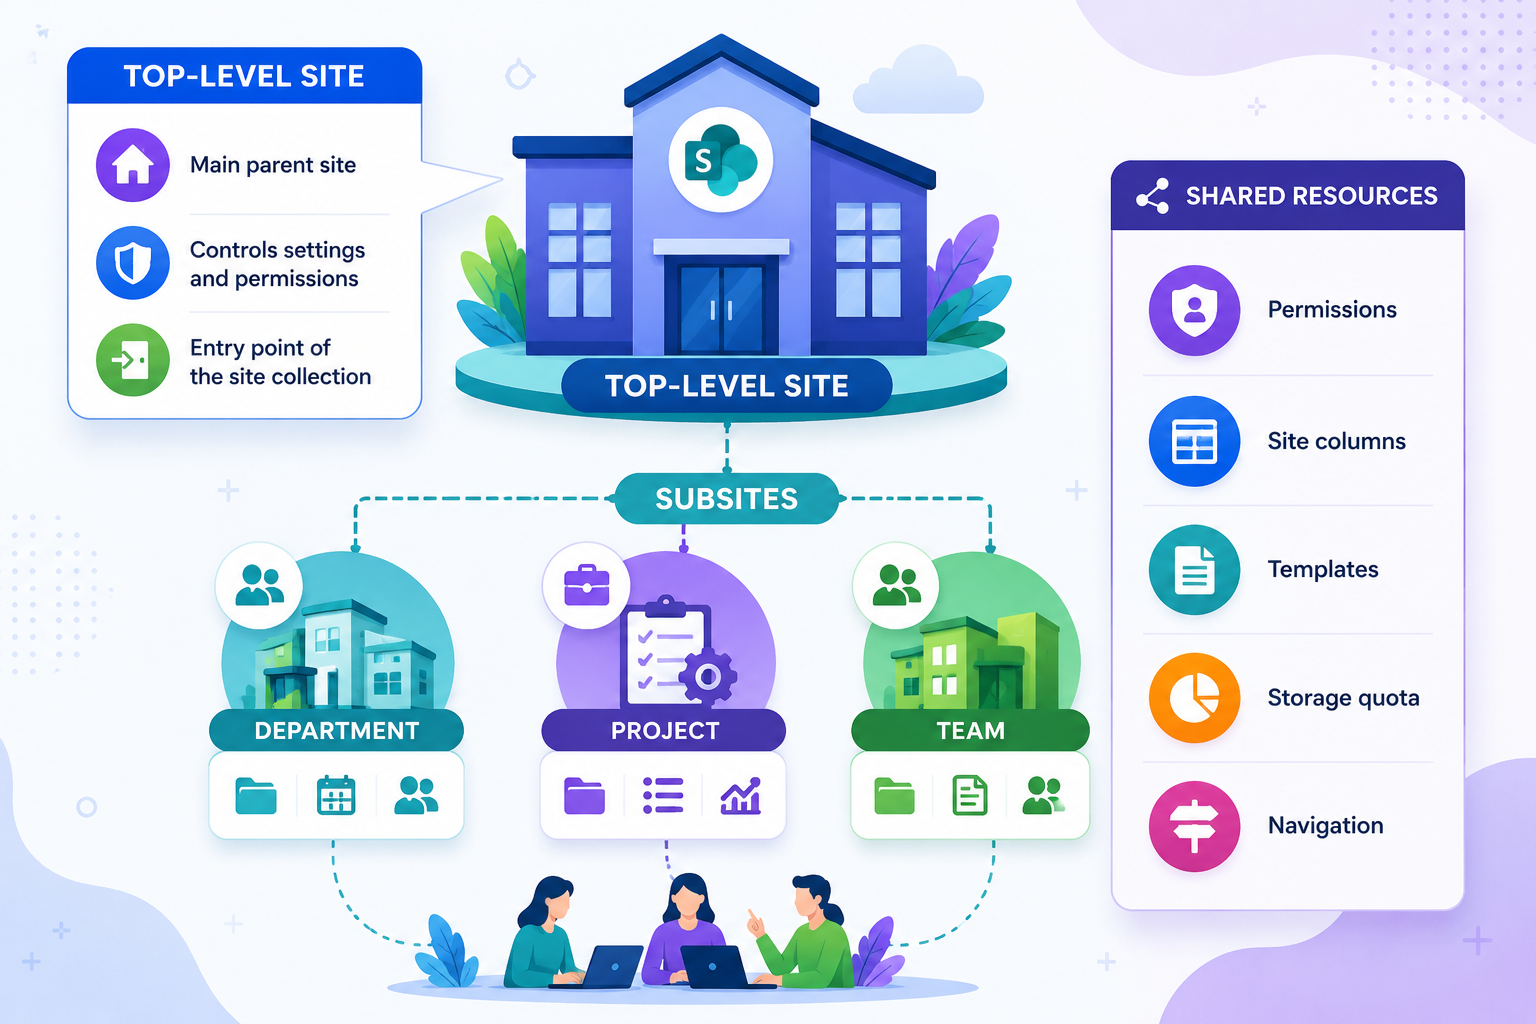 TOP-LEVEL SITE
Main parent site
Controls settings
and permissions
Entry point of
the site collection
S
TOP-LEVEL SITE
SUBSITES
DEPARTMENT
PROJECT
TEAM
SHARED RESOURCES
Permissions
Site columns
Templates
Storage quota
Navigation